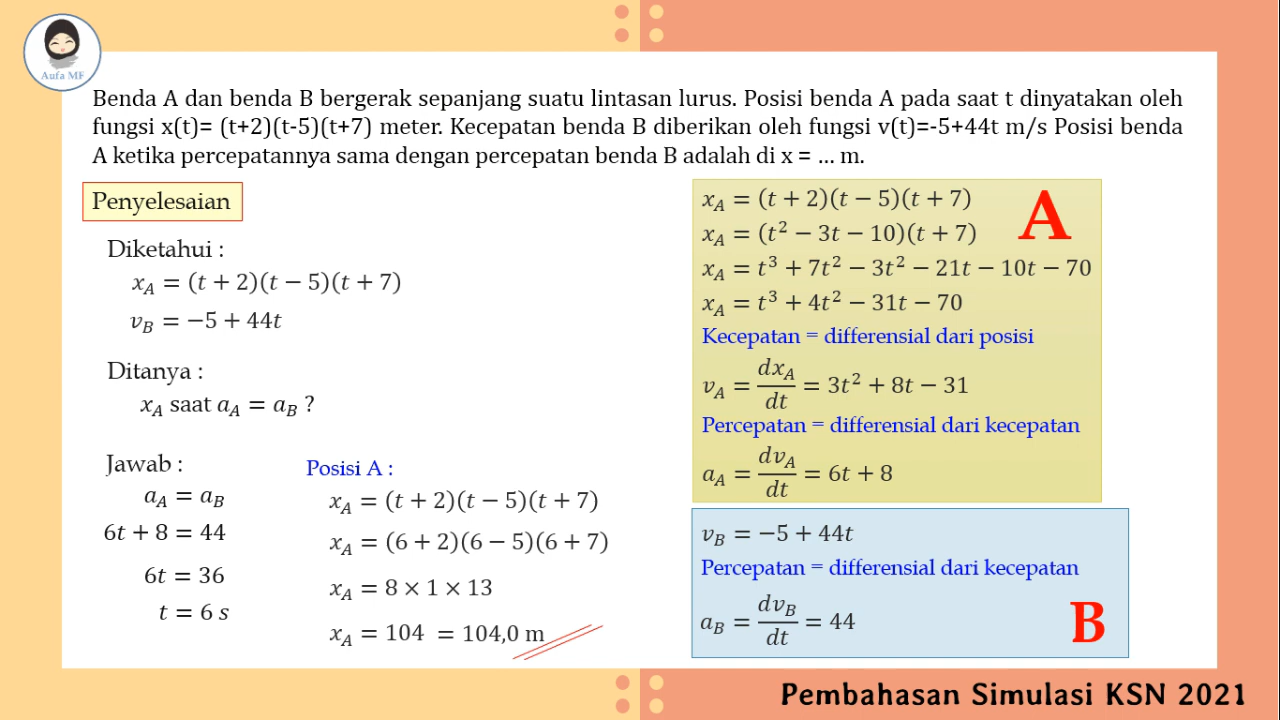 Aufa MF
Benda A dan benda B bergerak sepanjang suatu lintasan lurus. Posisi benda A pada saat t dinyatakan oleh
fungsi x(t)= (t+2)(t-5)(t+7) meter. Kecepatan benda B diberikan oleh fungsi v(t)=-5+44t m/s Posisi benda
A ketika percepatannya sama dengan percepatan benda B adalah di x = ... m.
Penyelesaian
Diketahui :
x_A = (t + 2)(t − 5)(t + 7)
v_B = −5 + 44t
Ditanya :
x_A saat a_A = a_B ?
Jawab :
a_A = a_B
6t + 8 = 44
6t = 36
t = 6 s
Posisi A :
x_A = (t + 2)(t − 5)(t + 7)
x_A = (6 + 2)(6 − 5)(6 + 7)
x_A = 8 × 1 × 13
x_A = 104 = 104,0 m
A
x_A = (t + 2)(t − 5)(t + 7)
x_A = (t² − 3t − 10)(t + 7)
x_A = t³ + 7t² − 3t² − 21t − 10t − 70
x_A = t³ + 4t² − 31t − 70
Kecepatan = differensial dari posisi
v_A = dx_A/dt = 3t² + 8t − 31
Percepatan = differensial dari kecepatan
a_A = dv_A/dt = 6t + 8
v_B = −5 + 44t
Percepatan = differensial dari kecepatan
a_B = dv_B/dt = 44
B
Pembahasan Simulasi KSN 2021